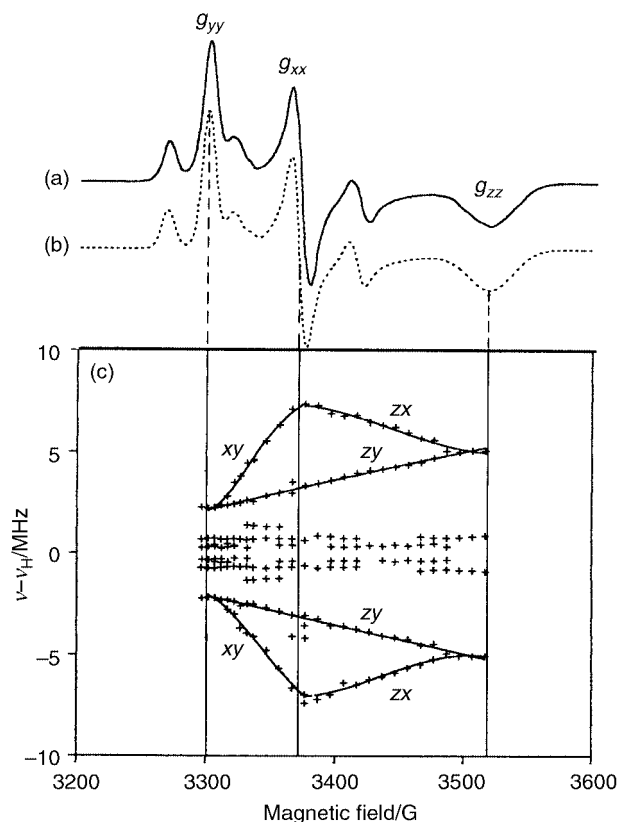 g_yy
g_xx
(a)
g_zz
(b)
10
(c)
zx
5
xy
zy
0
ν−ν_H/MHz
zy
−5
xy
zx
−10
3200
3300
3400
3500
3600
Magnetic field/G